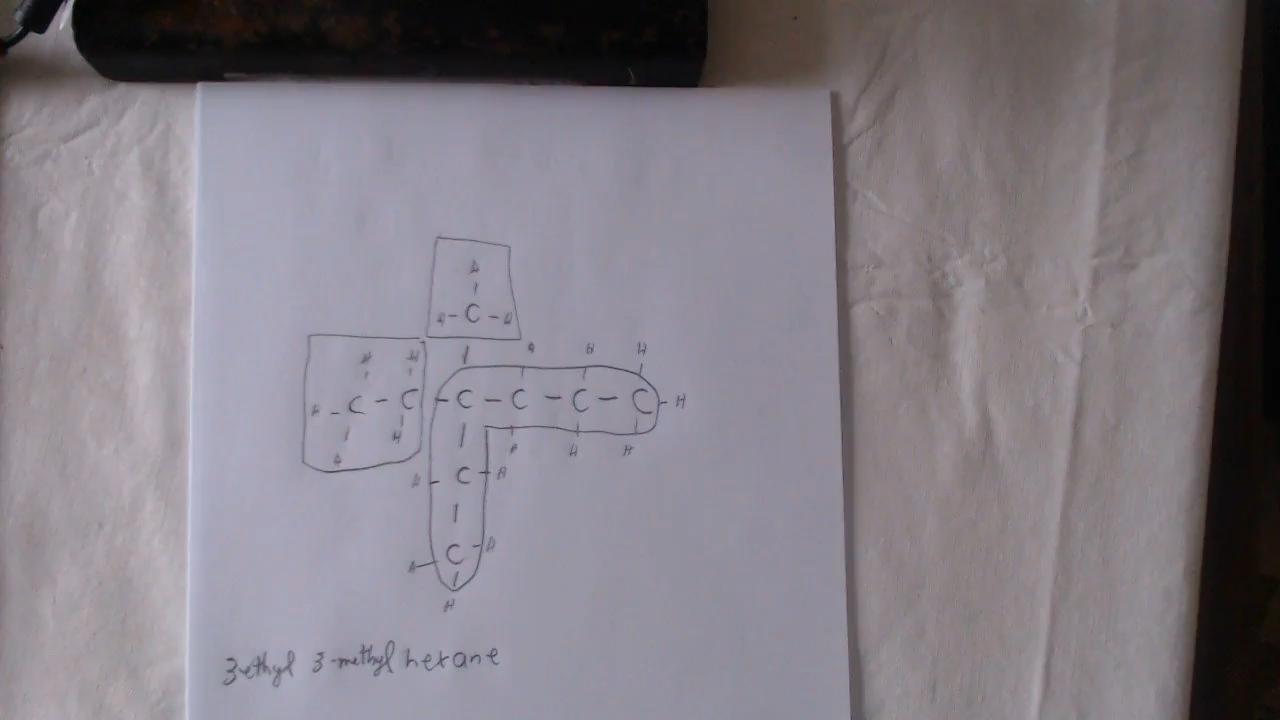 H
H - C - H
H H H H H
H - C - C - C - C - C - C - H
H H H H H
H C H
H C H
H
3-ethyl 3-methyl hexane